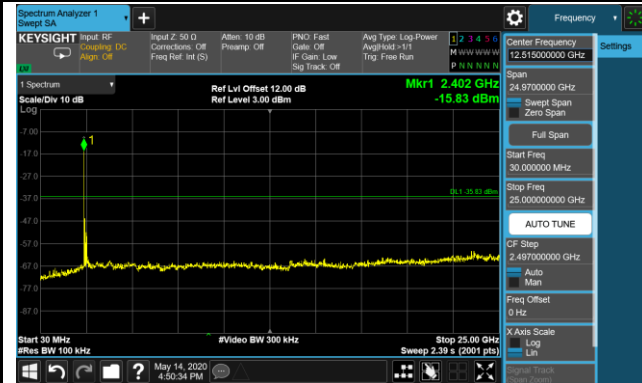 Spectrum Analyzer 1
Swept SA
+
Frequency
KEYSIGHT
Input: RF
Coupling: DC
Align: Off
Input Z: 50 Ω
Corrections: Off
Freq Ref: Int (S)
Atten: 10 dB
Preamp: Off
PNO: Fast
Gate: Off
IF Gain: Low
Sig Track: Off
Avg Type: Log-Power
Avg|Hold:>1/1
Trig: Free Run
1 2 3 4 5 6
M W W W W W
P N N N N N
1 Spectrum
Scale/Div 10 dB
Log
Ref Lvl Offset 12.00 dB
Ref Level 3.00 dBm
Mkr1 2.402 GHz
-15.83 dBm
1
-7.00
-17.0
-27.0
-37.0
-47.0
-57.0
-67.0
-77.0
-87.0
DL1 -35.83 dBm
Start 30 MHz
#Res BW 100 kHz
#Video BW 300 kHz
Stop 25.00 GHz
Sweep 2.39 s (2001 pts)
May 14, 2020
4:50:34 PM
Center Frequency
12.515000000 GHz
Settings
Span
24.9700000 GHz
Swept Span
Zero Span
Full Span
Start Freq
30.000000 MHz
Stop Freq
25.000000000 GHz
AUTO TUNE
CF Step
2.497000000 GHz
Auto
Man
Freq Offset
0 Hz
X Axis Scale
Log
Lin
Signal Track
(Span Zoom)